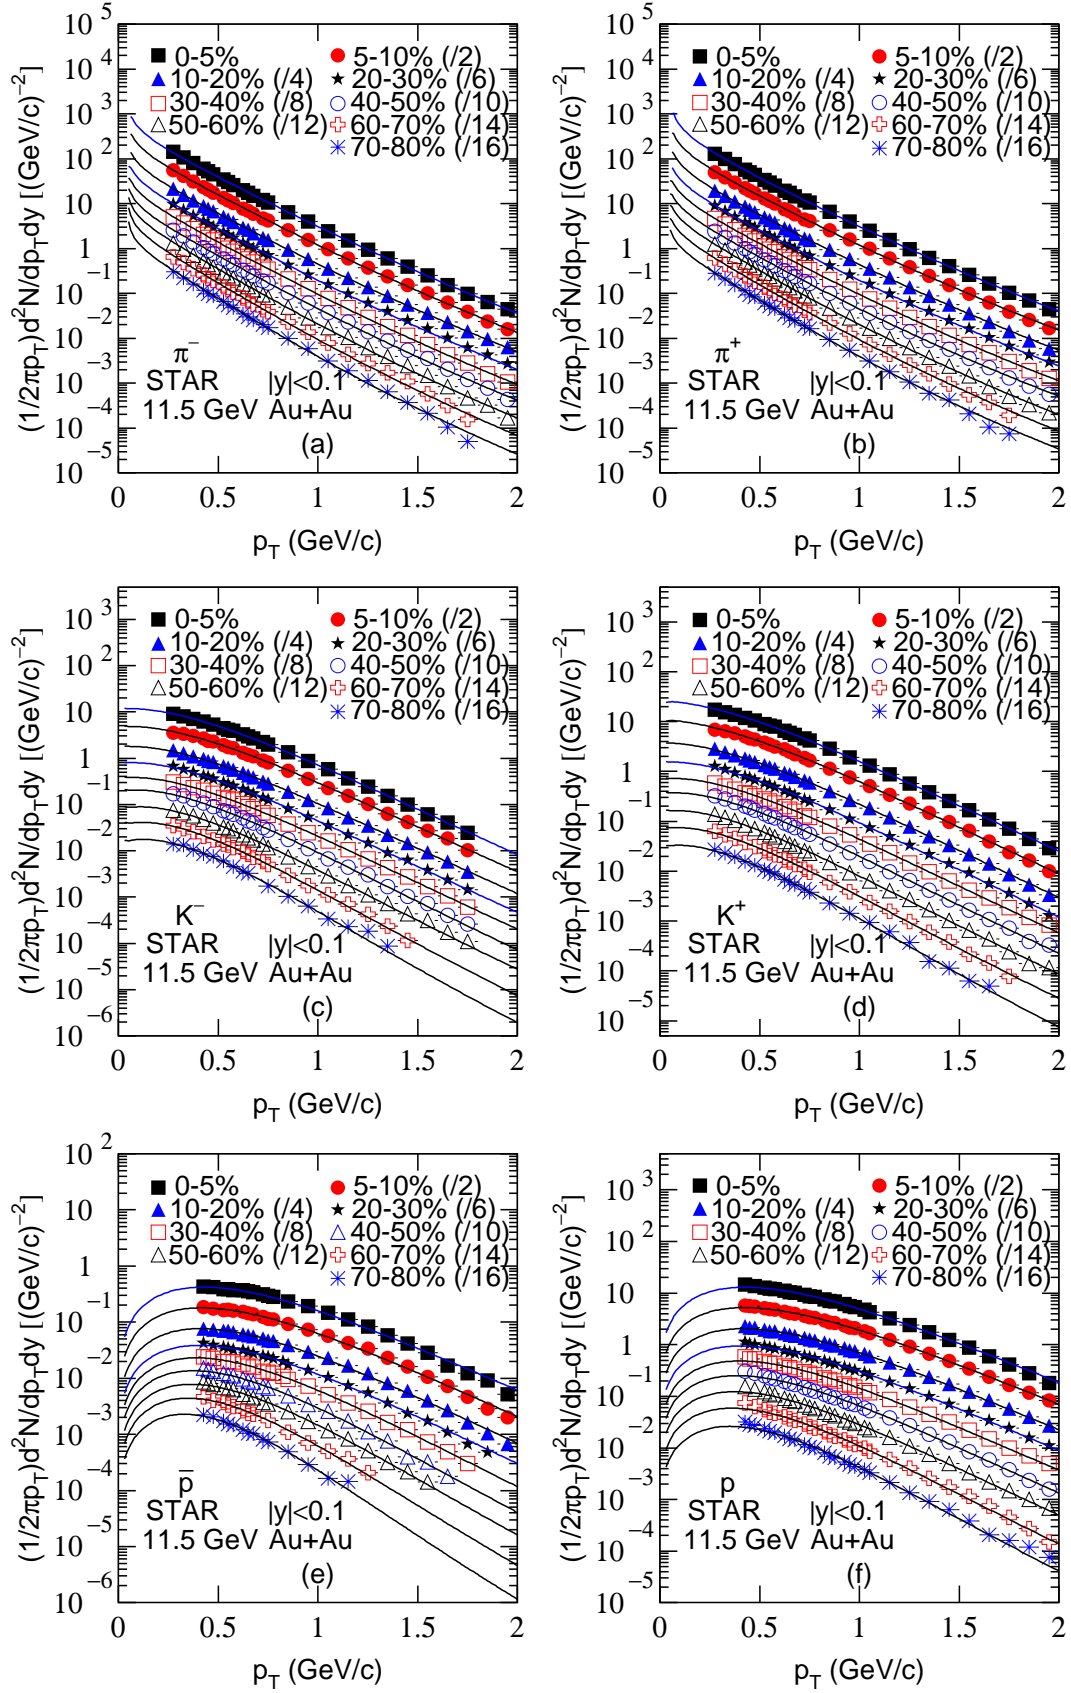 (1/2πp_T)d^2N/dp_Tdy [(GeV/c)^−2]
10^5
10^4
10^3
10^2
10
1
10^−1
10^−2
10^−3
10^−4
10^−5
0-5%
5-10% (/2)
10-20% (/4)
20-30% (/6)
30-40% (/8)
40-50% (/10)
50-60% (/12)
60-70% (/14)
70-80% (/16)
π^−
STAR |y|<0.1
11.5 GeV Au+Au
(a)
0 0.5 1 1.5 2
p_T (GeV/c)
(1/2πp_T)d^2N/dp_Tdy [(GeV/c)^−2]
10^5
10^4
10^3
10^2
10
1
10^−1
10^−2
10^−3
10^−4
10^−5
0-5%
5-10% (/2)
10-20% (/4)
20-30% (/6)
30-40% (/8)
40-50% (/10)
50-60% (/12)
60-70% (/14)
70-80% (/16)
π^+
STAR |y|<0.1
11.5 GeV Au+Au
(b)
0 0.5 1 1.5 2
p_T (GeV/c)
(1/2πp_T)d^2N/dp_Tdy [(GeV/c)^−2]
10^3
10^2
10
1
10^−1
10^−2
10^−3
10^−4
10^−5
10^−6
0-5%
5-10% (/2)
10-20% (/4)
20-30% (/6)
30-40% (/8)
40-50% (/10)
50-60% (/12)
60-70% (/14)
70-80% (/16)
K^−
STAR |y|<0.1
11.5 GeV Au+Au
(c)
0 0.5 1 1.5 2
p_T (GeV/c)
(1/2πp_T)d^2N/dp_Tdy [(GeV/c)^−2]
10^3
10^2
10
1
10^−1
10^−2
10^−3
10^−4
10^−5
0-5%
5-10% (/2)
10-20% (/4)
20-30% (/6)
30-40% (/8)
40-50% (/10)
50-60% (/12)
60-70% (/14)
70-80% (/16)
K^+
STAR |y|<0.1
11.5 GeV Au+Au
(d)
0 0.5 1 1.5 2
p_T (GeV/c)
(1/2πp_T)d^2N/dp_Tdy [(GeV/c)^−2]
10^2
10
1
10^−1
10^−2
10^−3
10^−4
10^−5
10^−6
0-5%
5-10% (/2)
10-20% (/4)
20-30% (/6)
30-40% (/8)
40-50% (/10)
50-60% (/12)
60-70% (/14)
70-80% (/16)
p̅
STAR |y|<0.1
11.5 GeV Au+Au
(e)
0 0.5 1 1.5 2
p_T (GeV/c)
(1/2πp_T)d^2N/dp_Tdy [(GeV/c)^−2]
10^3
10^2
10
1
10^−1
10^−2
10^−3
10^−4
10^−5
0-5%
5-10% (/2)
10-20% (/4)
20-30% (/6)
30-40% (/8)
40-50% (/10)
50-60% (/12)
60-70% (/14)
70-80% (/16)
p
STAR |y|<0.1
11.5 GeV Au+Au
(f)
0 0.5 1 1.5 2
p_T (GeV/c)